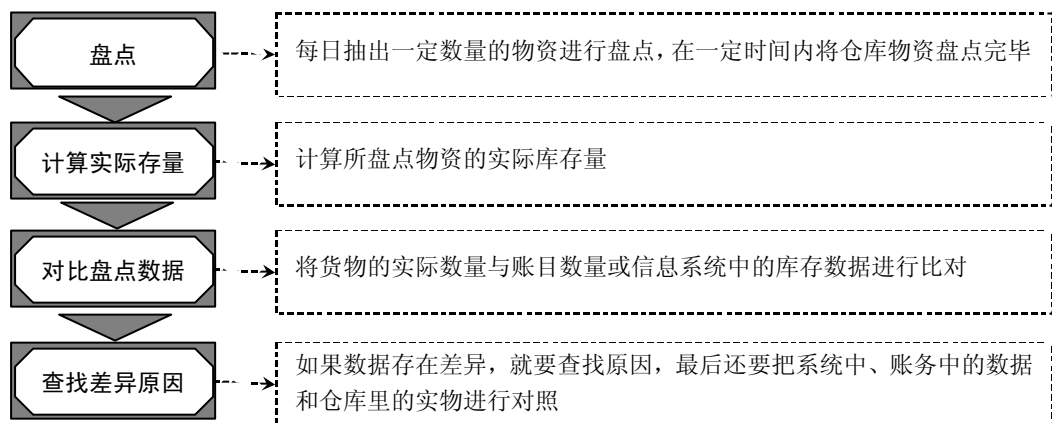 盘点
每日抽出一定数量的物资进行盘点，在一定时间内将仓库物资盘点完毕
计算实际存量
计算所盘点物资的实际库存量
对比盘点数据
将货物的实际数量与账目数量或信息系统中的库存数据进行比对
查找差异原因
如果数据存在差异，就要查找原因，最后还要把系统中、账务中的数据
和仓库里的实物进行对照